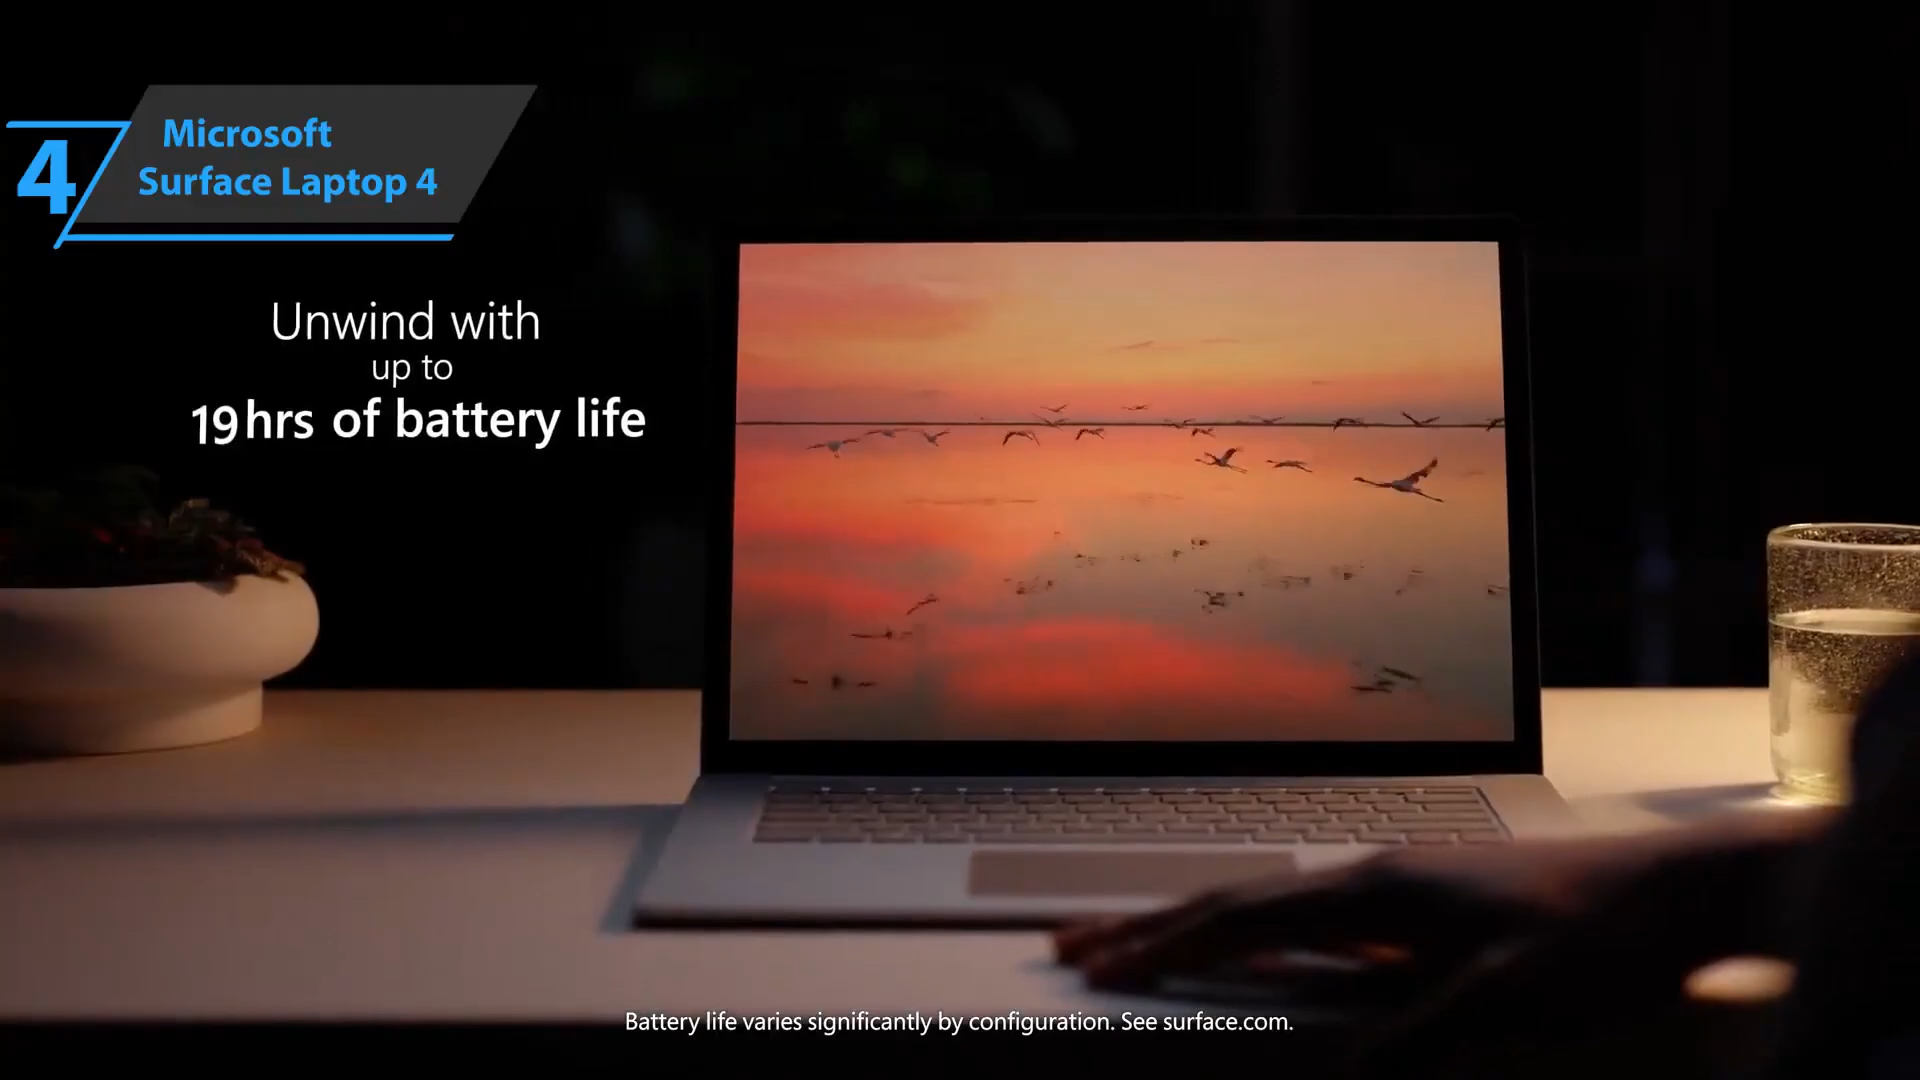 4
Microsoft
Surface Laptop 4
Unwind with
up to
19hrs of battery life
Battery life varies significantly by configuration. See surface.com.